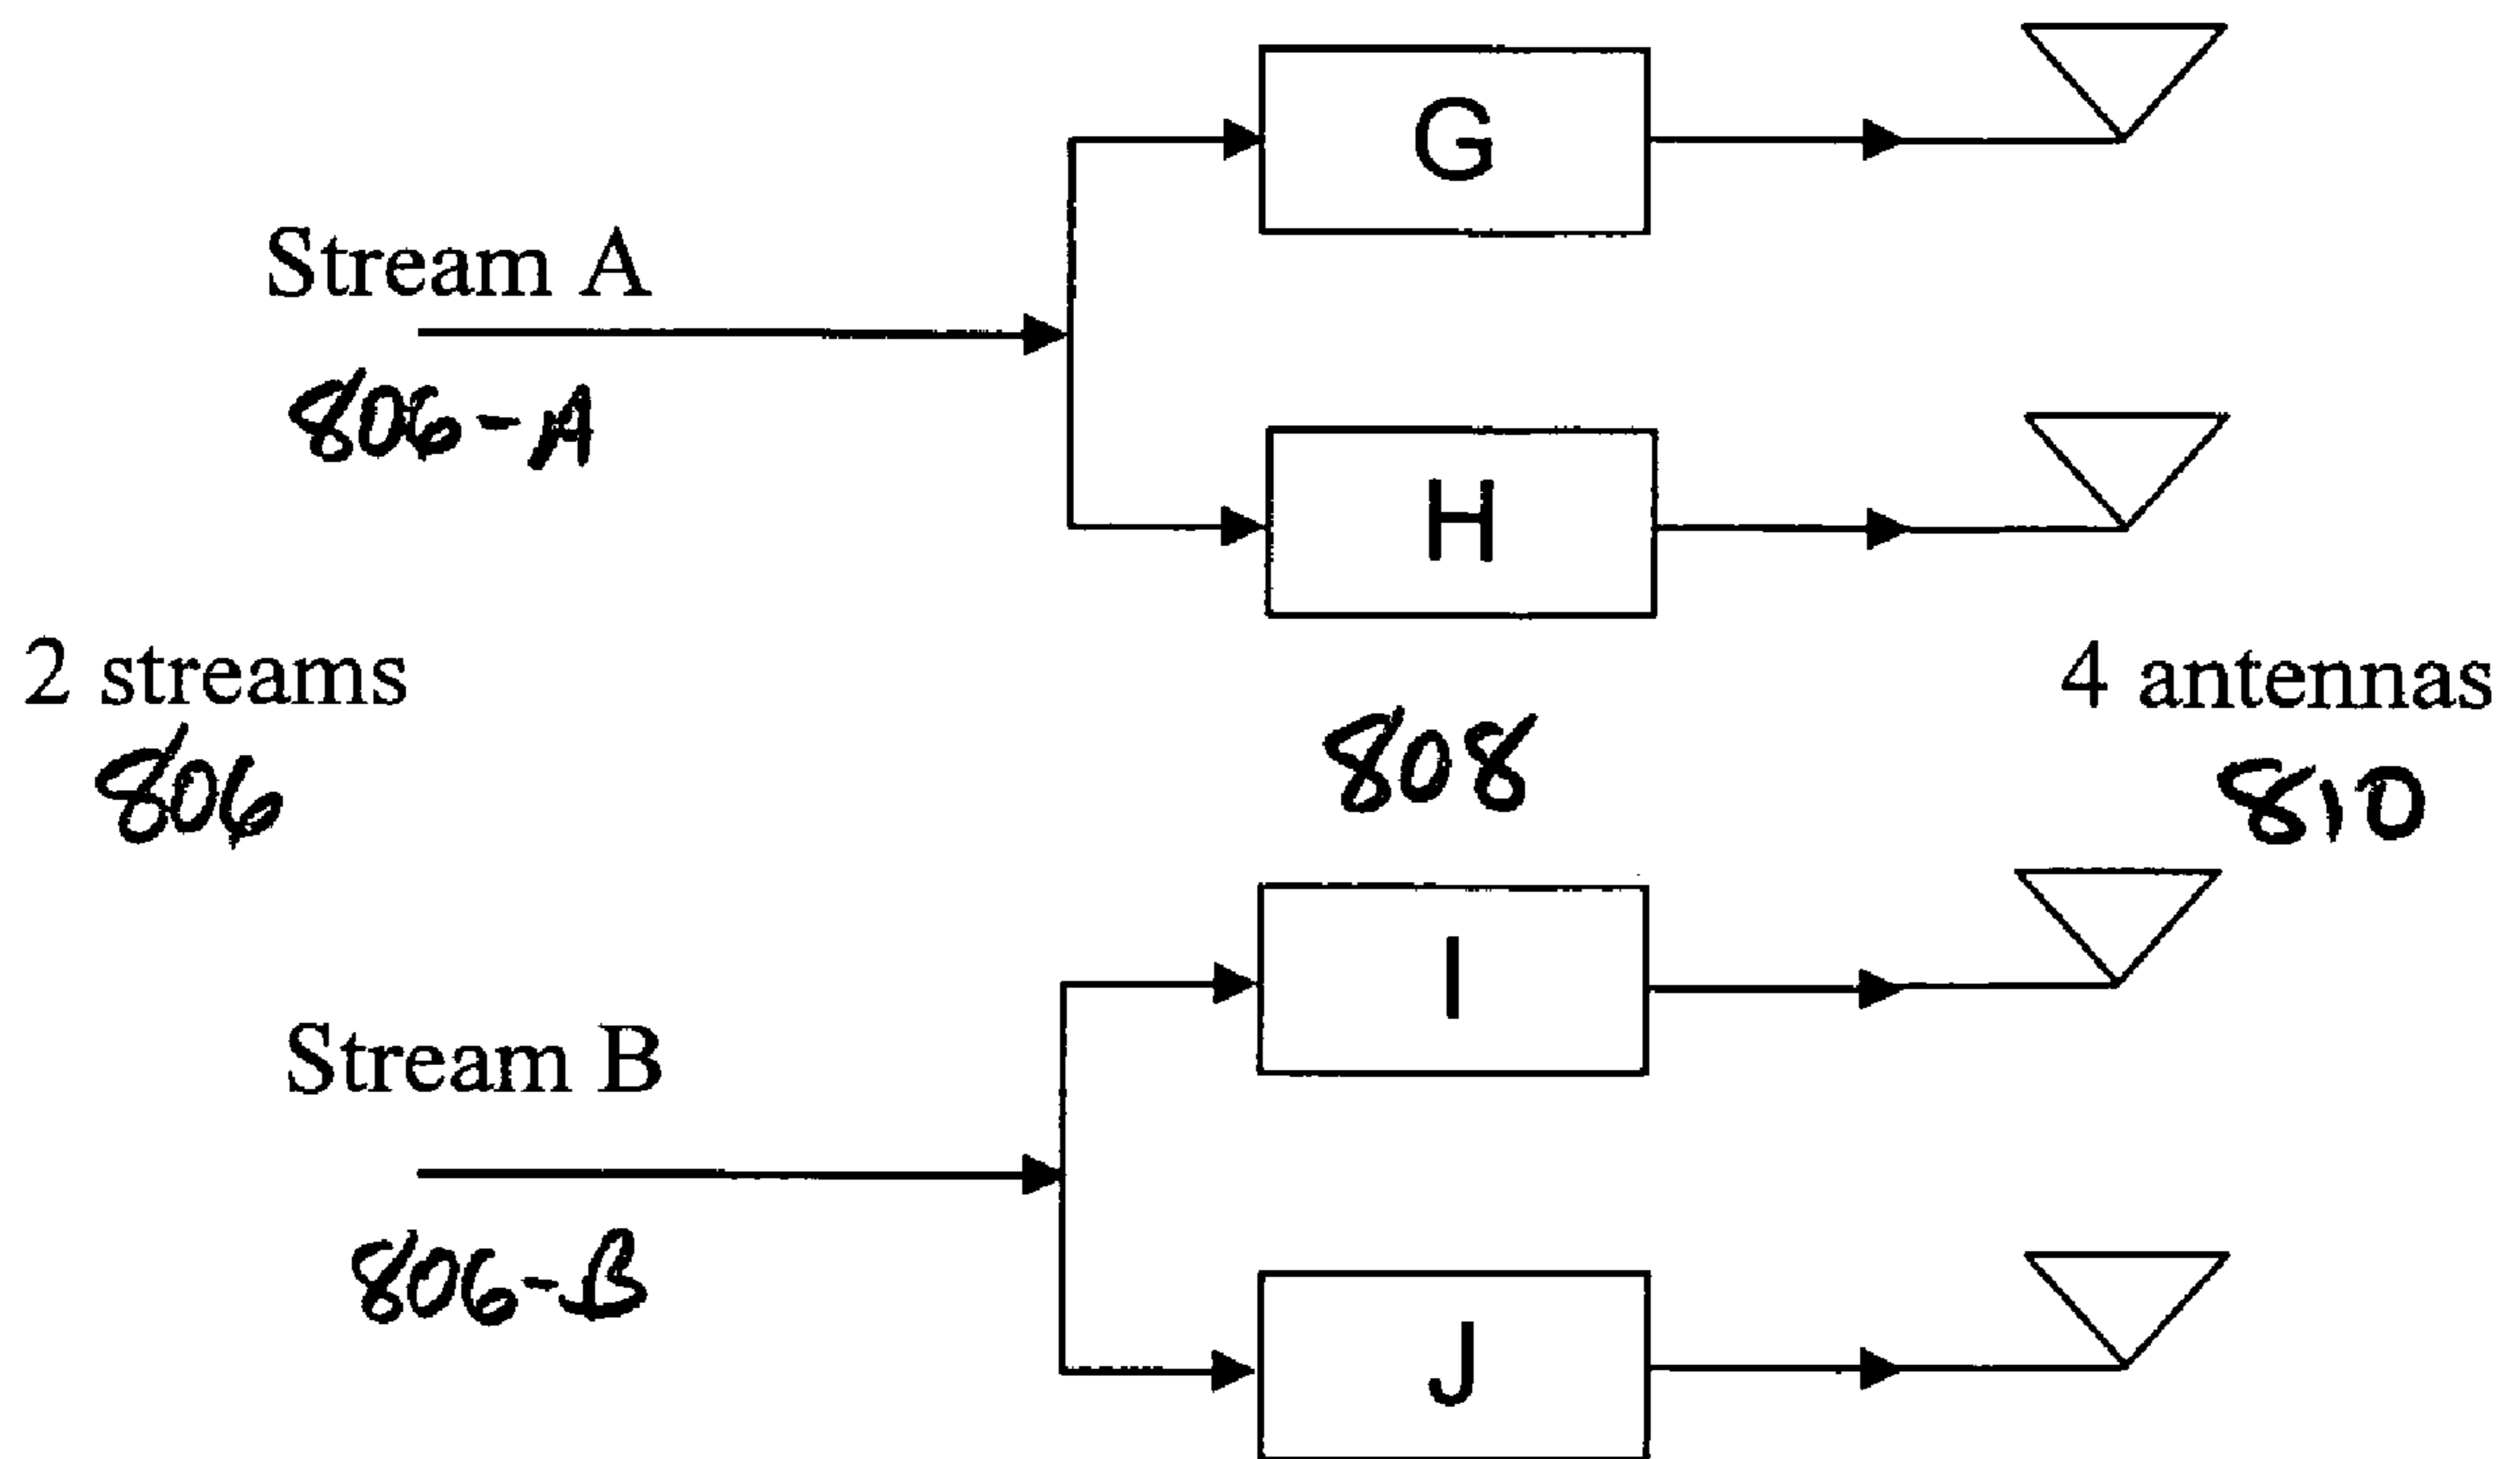 G
Stream A
806-A
H
2 streams
4 antennas
806
808
810
I
Stream B
806-B
J